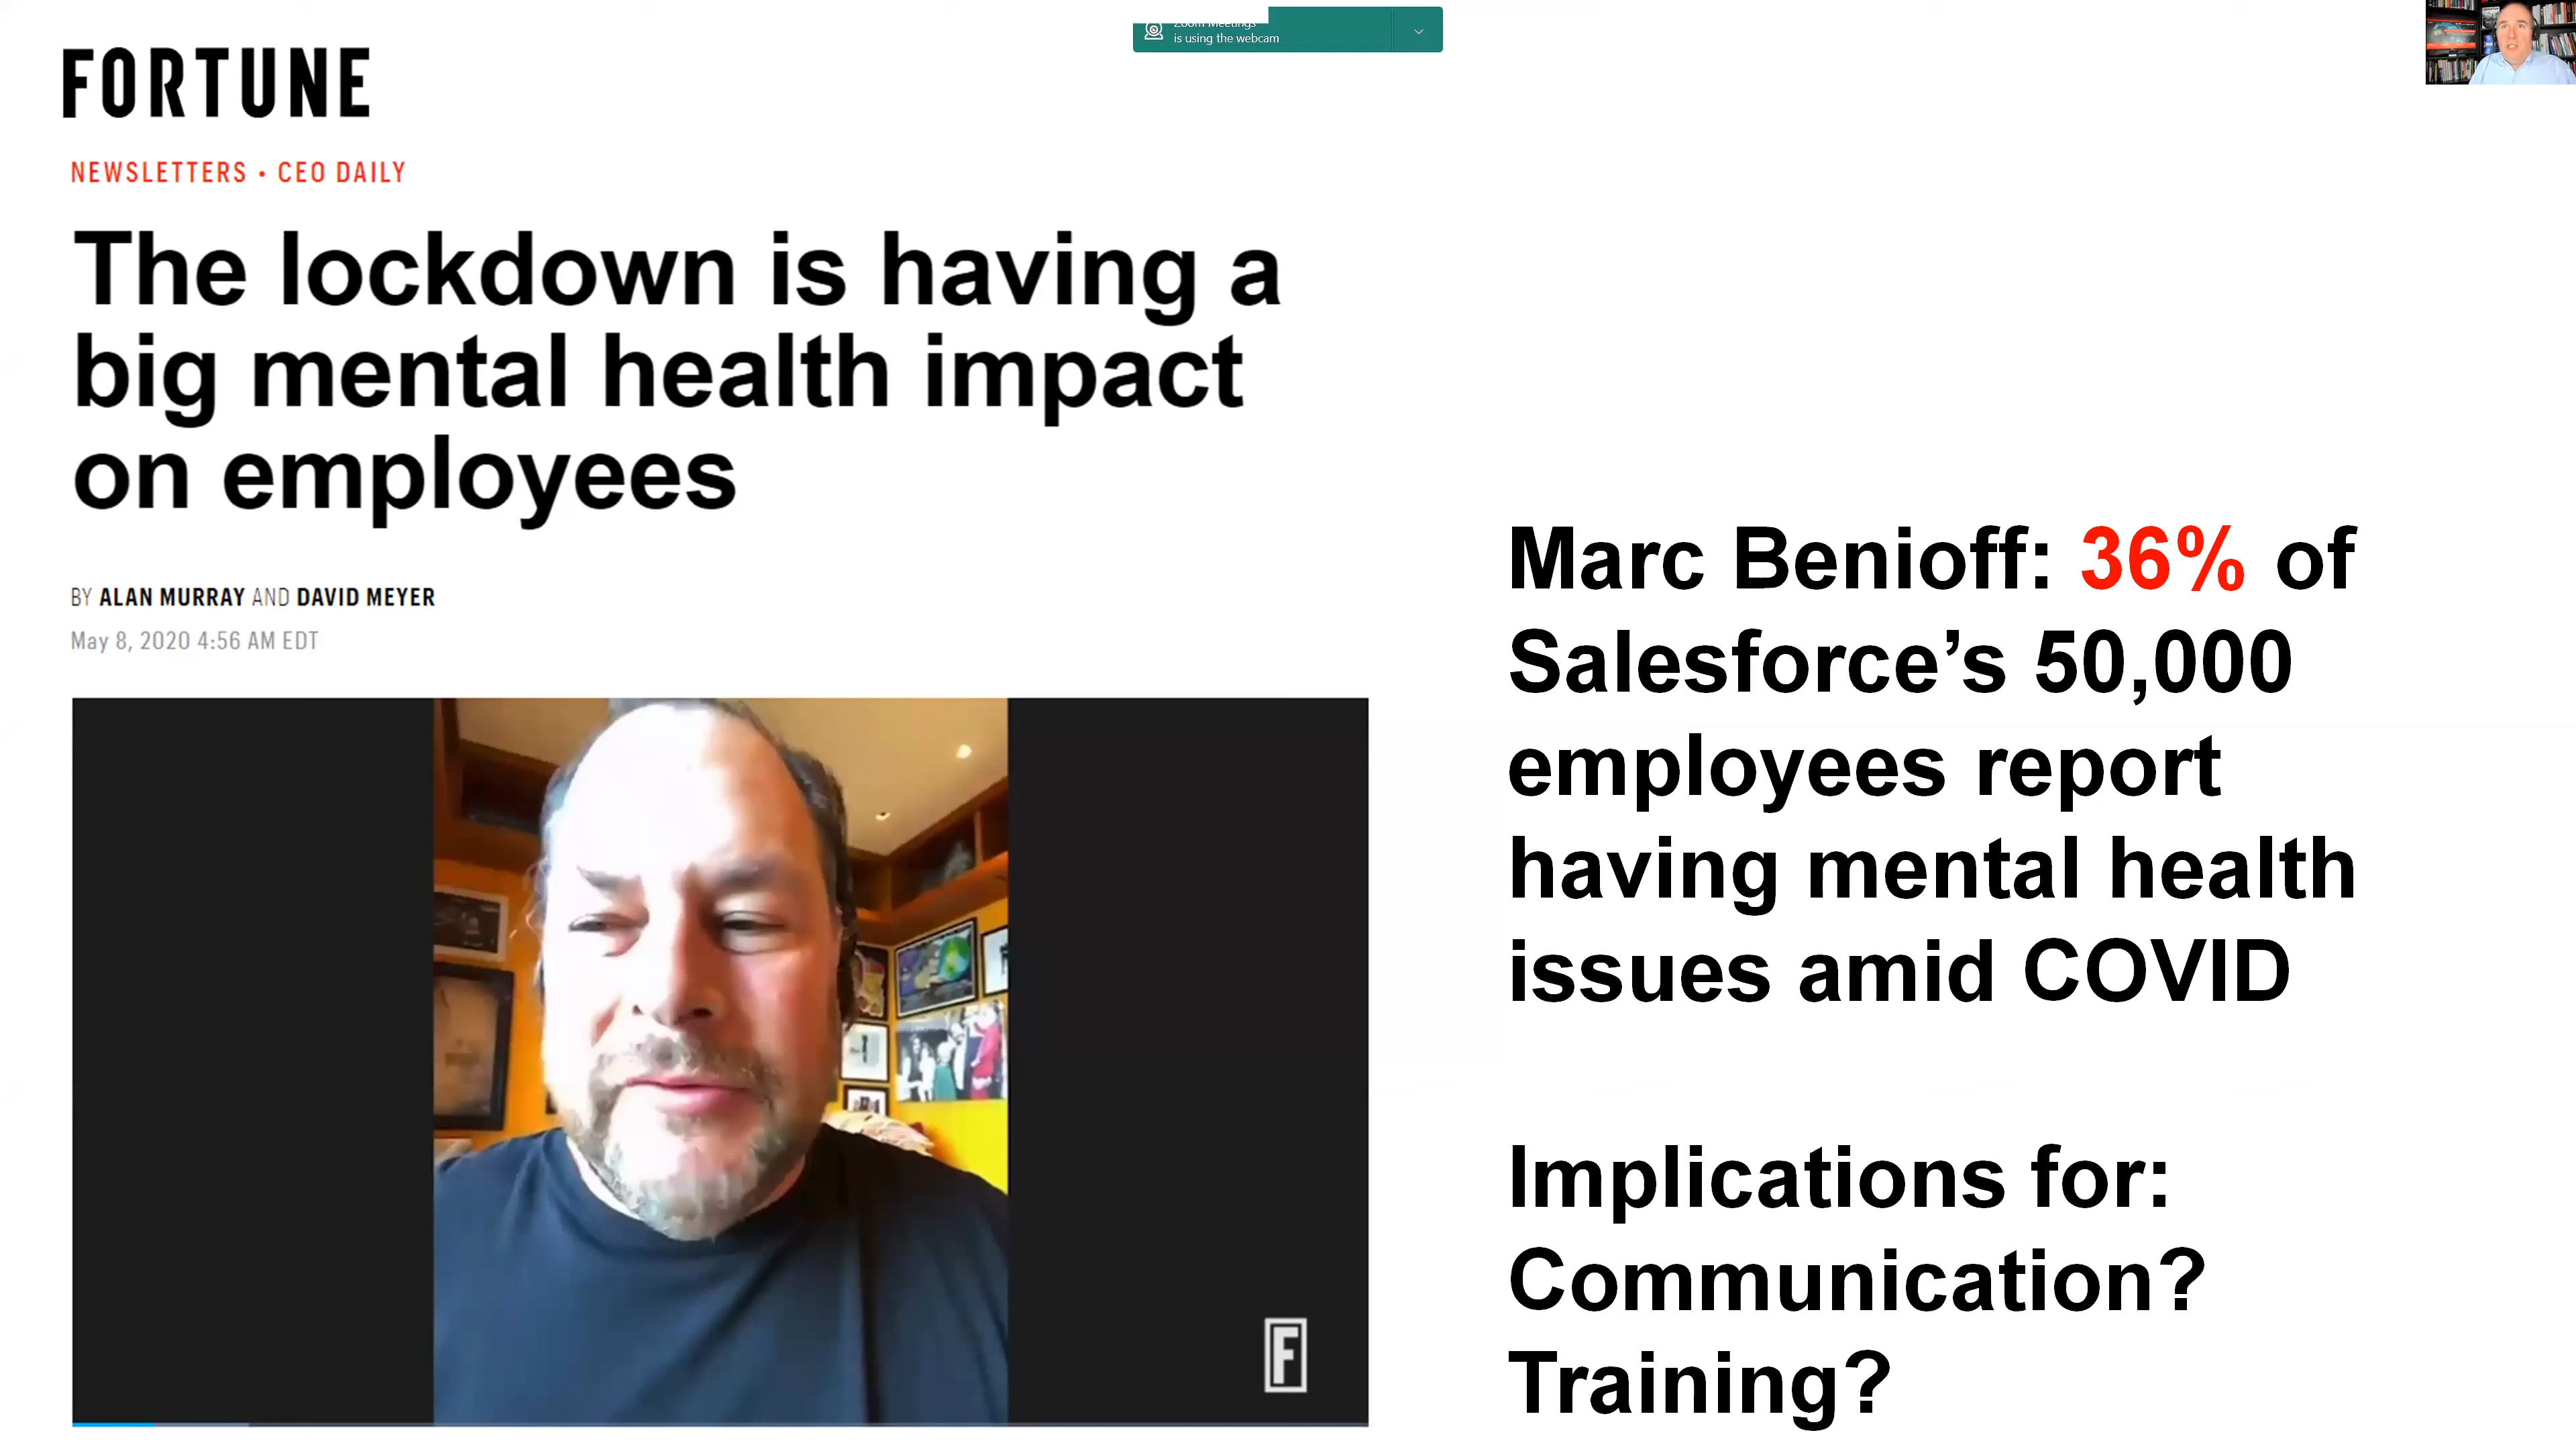 FORTUNE
NEWSLETTERS • CEO DAILY
The lockdown is having a
big mental health impact
on employees
BY ALAN MURRAY AND DAVID MEYER
May 8, 2020 4:56 AM EDT
F
Zoom Meetings
is using the webcam
Marc Benioff: 36% of
Salesforce’s 50,000
employees report
having mental health
issues amid COVID
Implications for:
Communication?
Training?